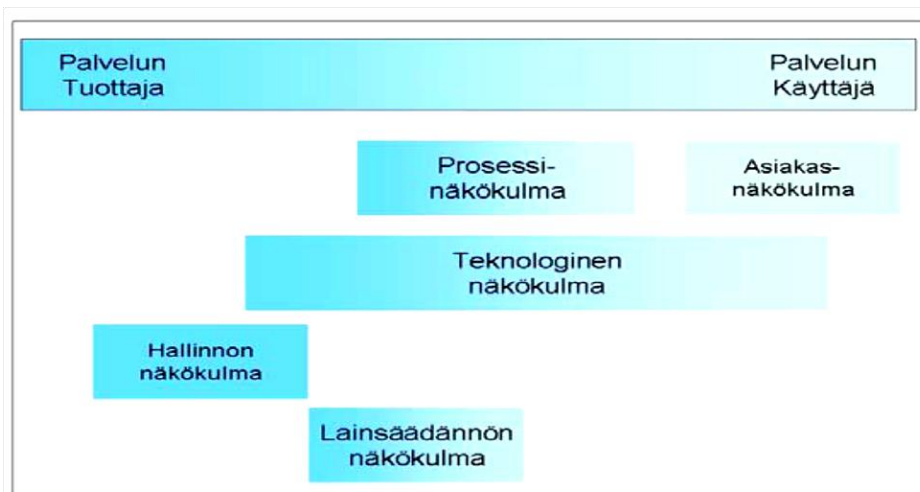 Palvelun
Tuottaja
Palvelun
Käyttäjä
Prosessi-
näkökulma
Asiakas-
näkökulma
Teknologinen
näkökulma
Hallinnon
näkökulma
Lainsäädännön
näkökulma